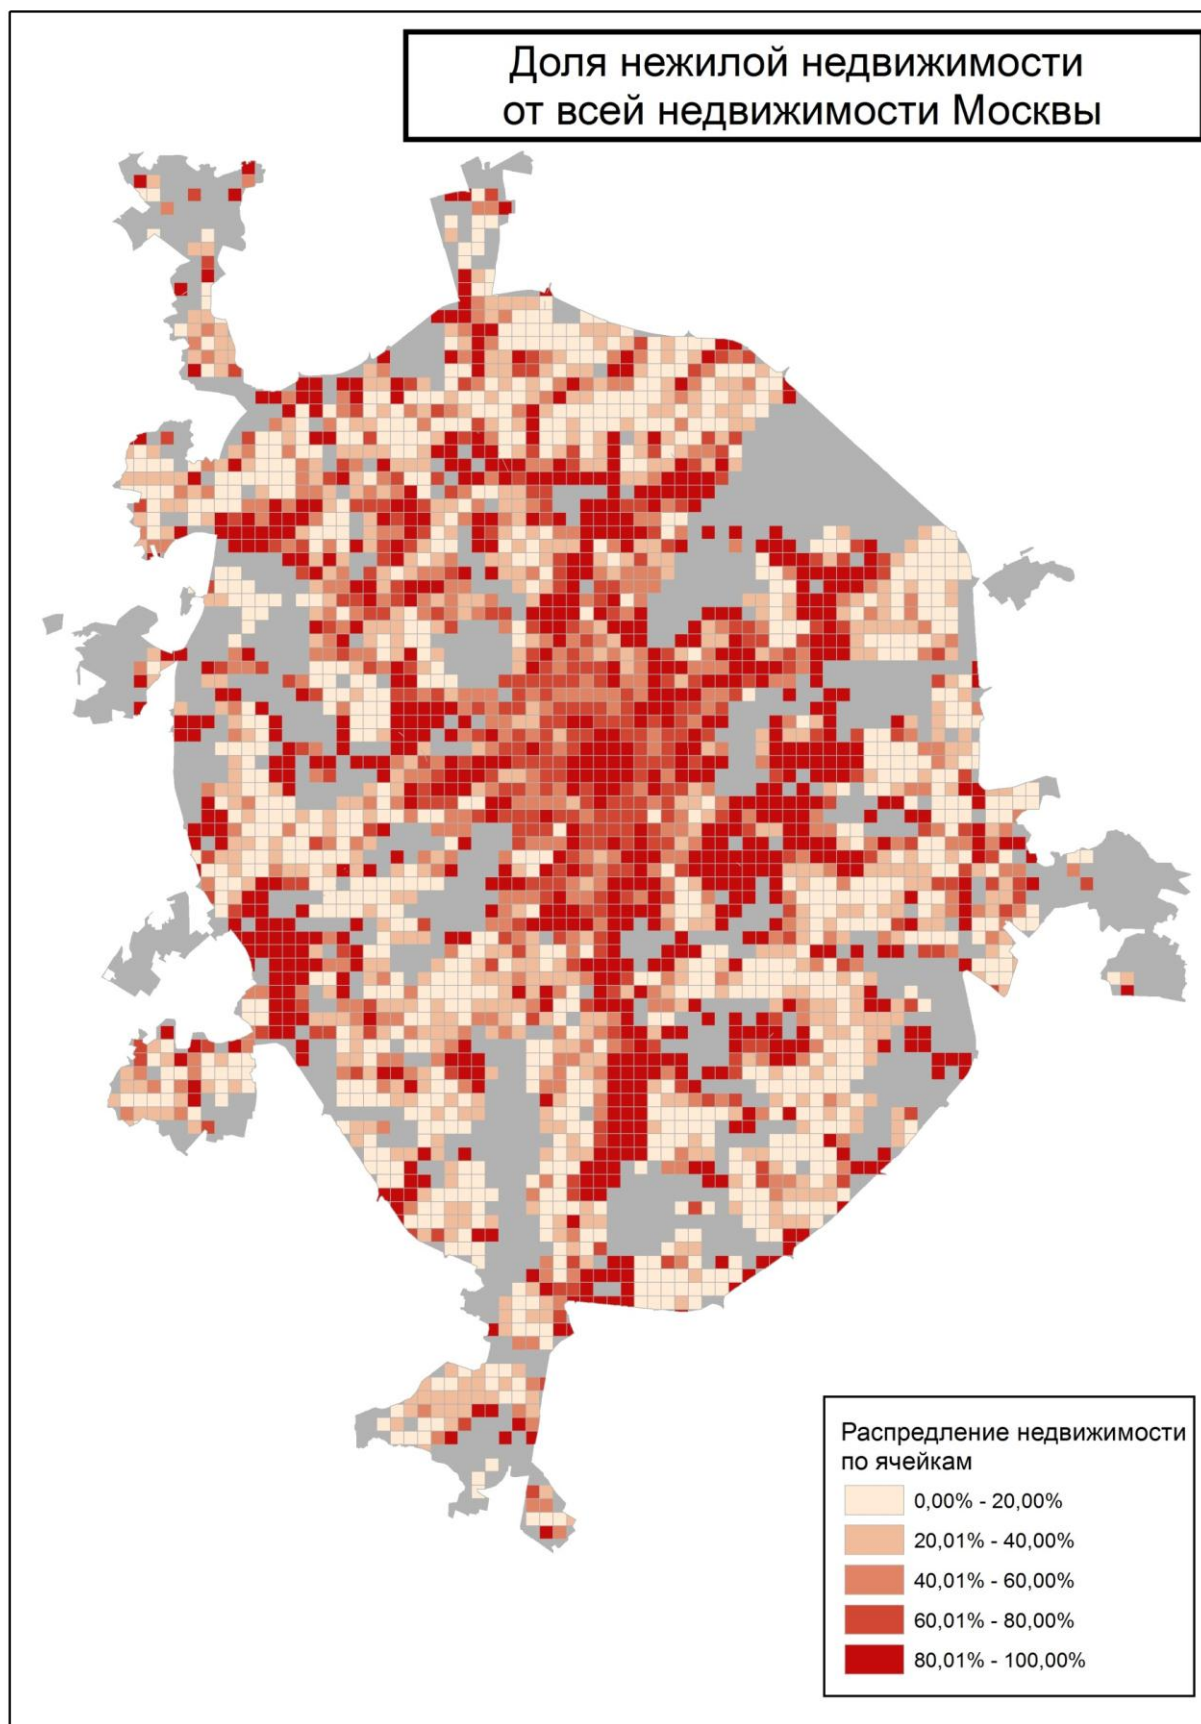 Доля нежилой недвижимости
от всей недвижимости Москвы
Распредление недвижимости
по ячейкам
0,00% - 20,00%
20,01% - 40,00%
40,01% - 60,00%
60,01% - 80,00%
80,01% - 100,00%